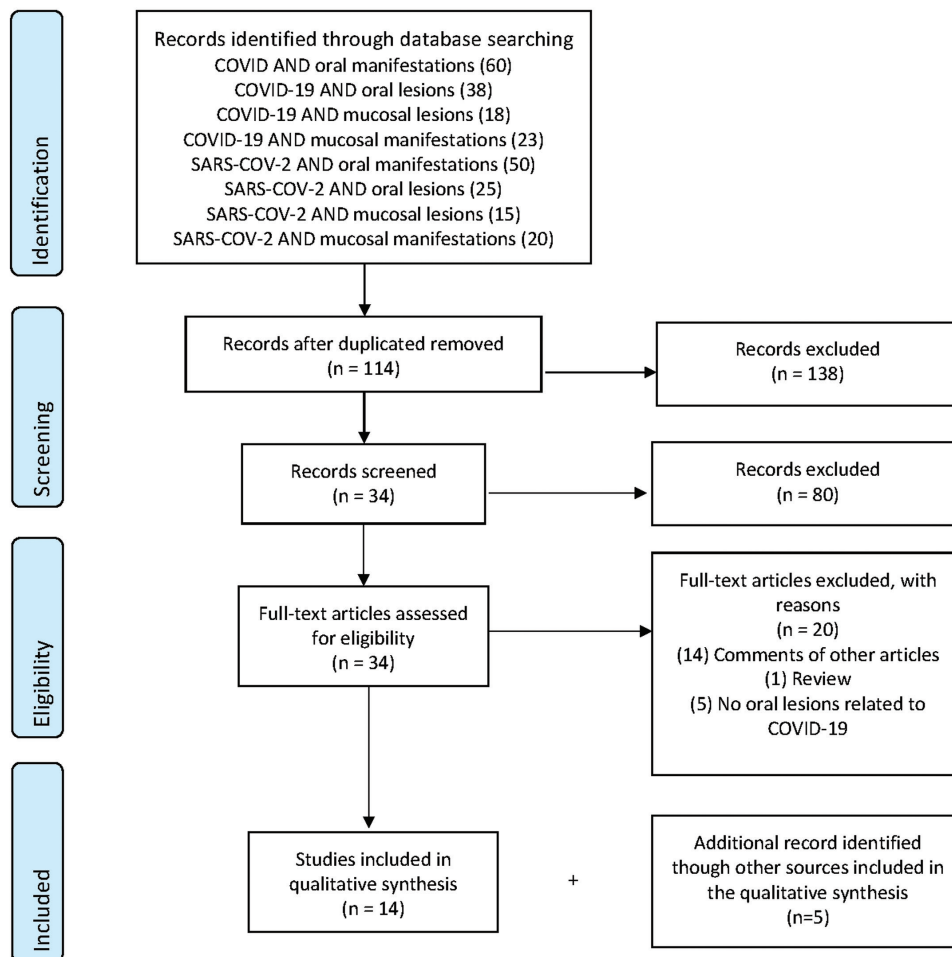 Identification
Records identified through database searching
COVID AND oral manifestations (60)
COVID-19 AND oral lesions (38)
COVID-19 AND mucosal lesions (18)
COVID-19 AND mucosal manifestations (23)
SARS-COV-2 AND oral manifestations (50)
SARS-COV-2 AND oral lesions (25)
SARS-COV-2 AND mucosal lesions (15)
SARS-COV-2 AND mucosal manifestations (20)
Screening
Records after duplicated removed
(n = 114)
Records excluded
(n = 138)
Records screened
(n = 34)
Records excluded
(n = 80)
Eligibility
Full-text articles assessed
for eligibility
(n = 34)
Full-text articles excluded, with
reasons
(n = 20)
(14) Comments of other articles
(1) Review
(5) No oral lesions related to
COVID-19
Included
Studies included in
qualitative synthesis
(n = 14)
+
Additional record identified
though other sources included in
the qualitative synthesis
(n=5)